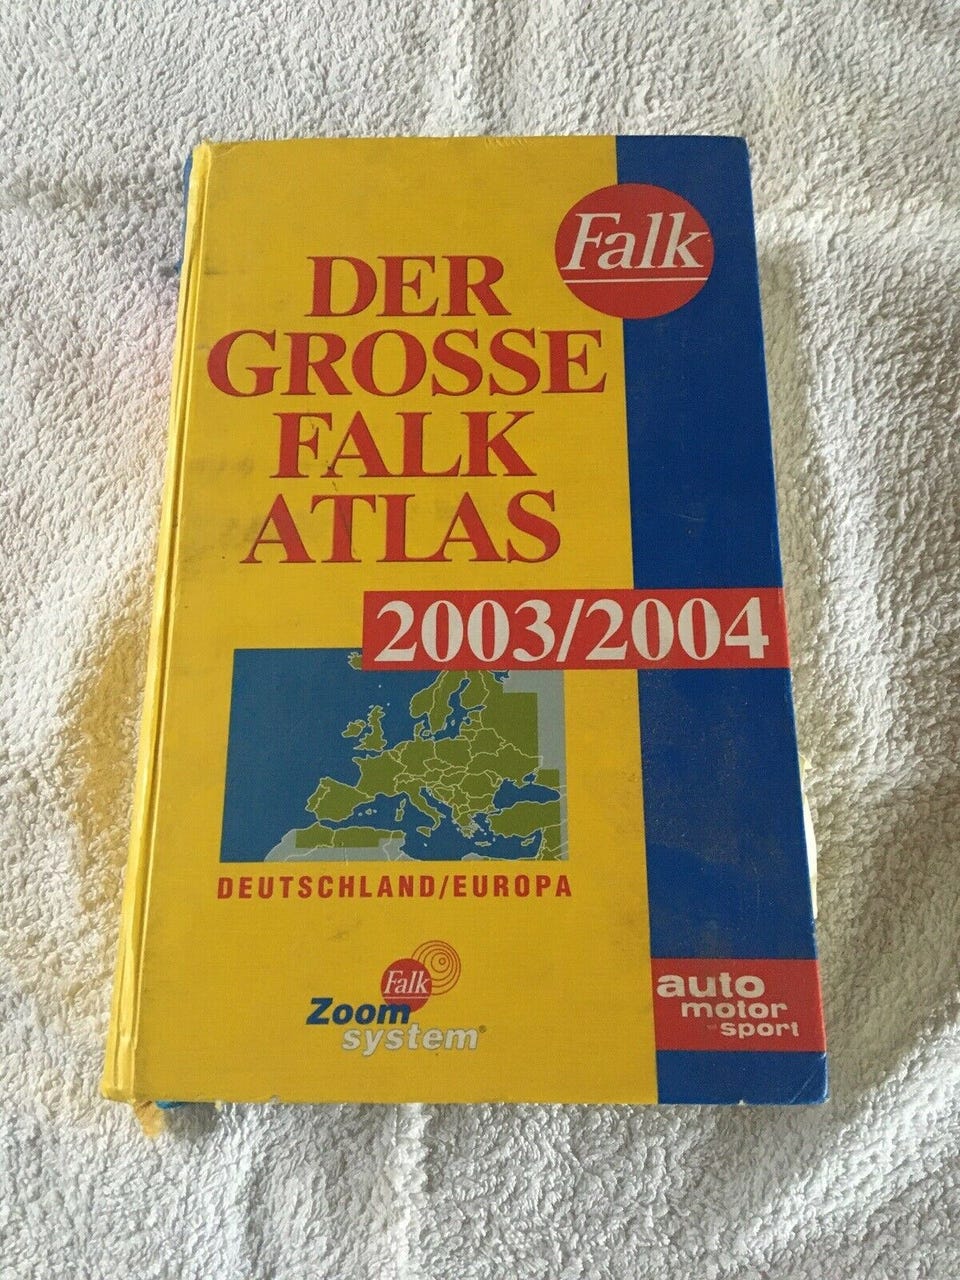 Falk
DER
GROSSE
FALK
ATLAS
2003/2004
DEUTSCHLAND/EUROPA
Falk
Zoom
system®
auto
motor
sport